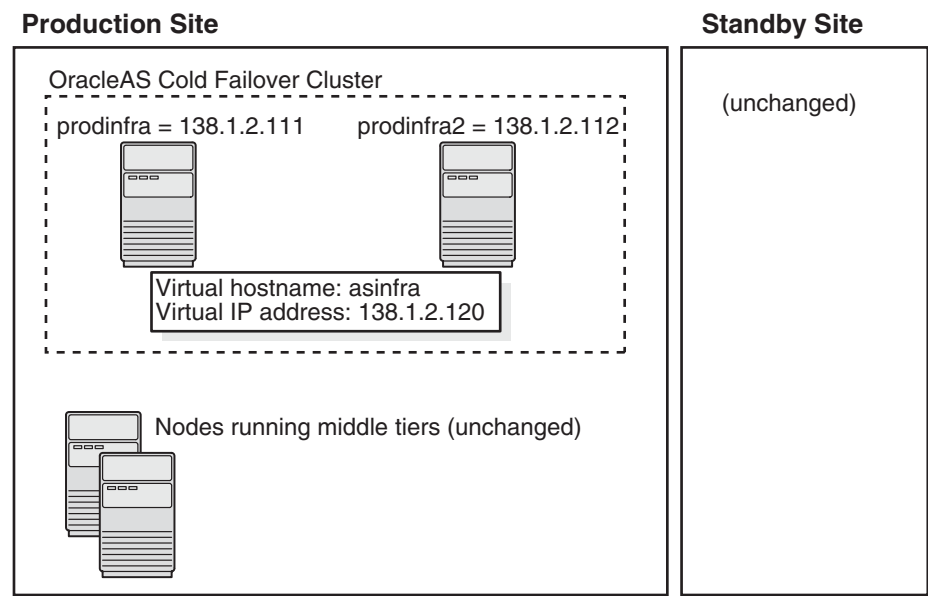 Production Site
Standby Site
OracleAS Cold Failover Cluster
(unchanged)
prodinfra = 138.1.2.111
prodinfra2 = 138.1.2.112
Virtual hostname: asinfra
Virtual IP address: 138.1.2.120
Nodes running middle tiers (unchanged)